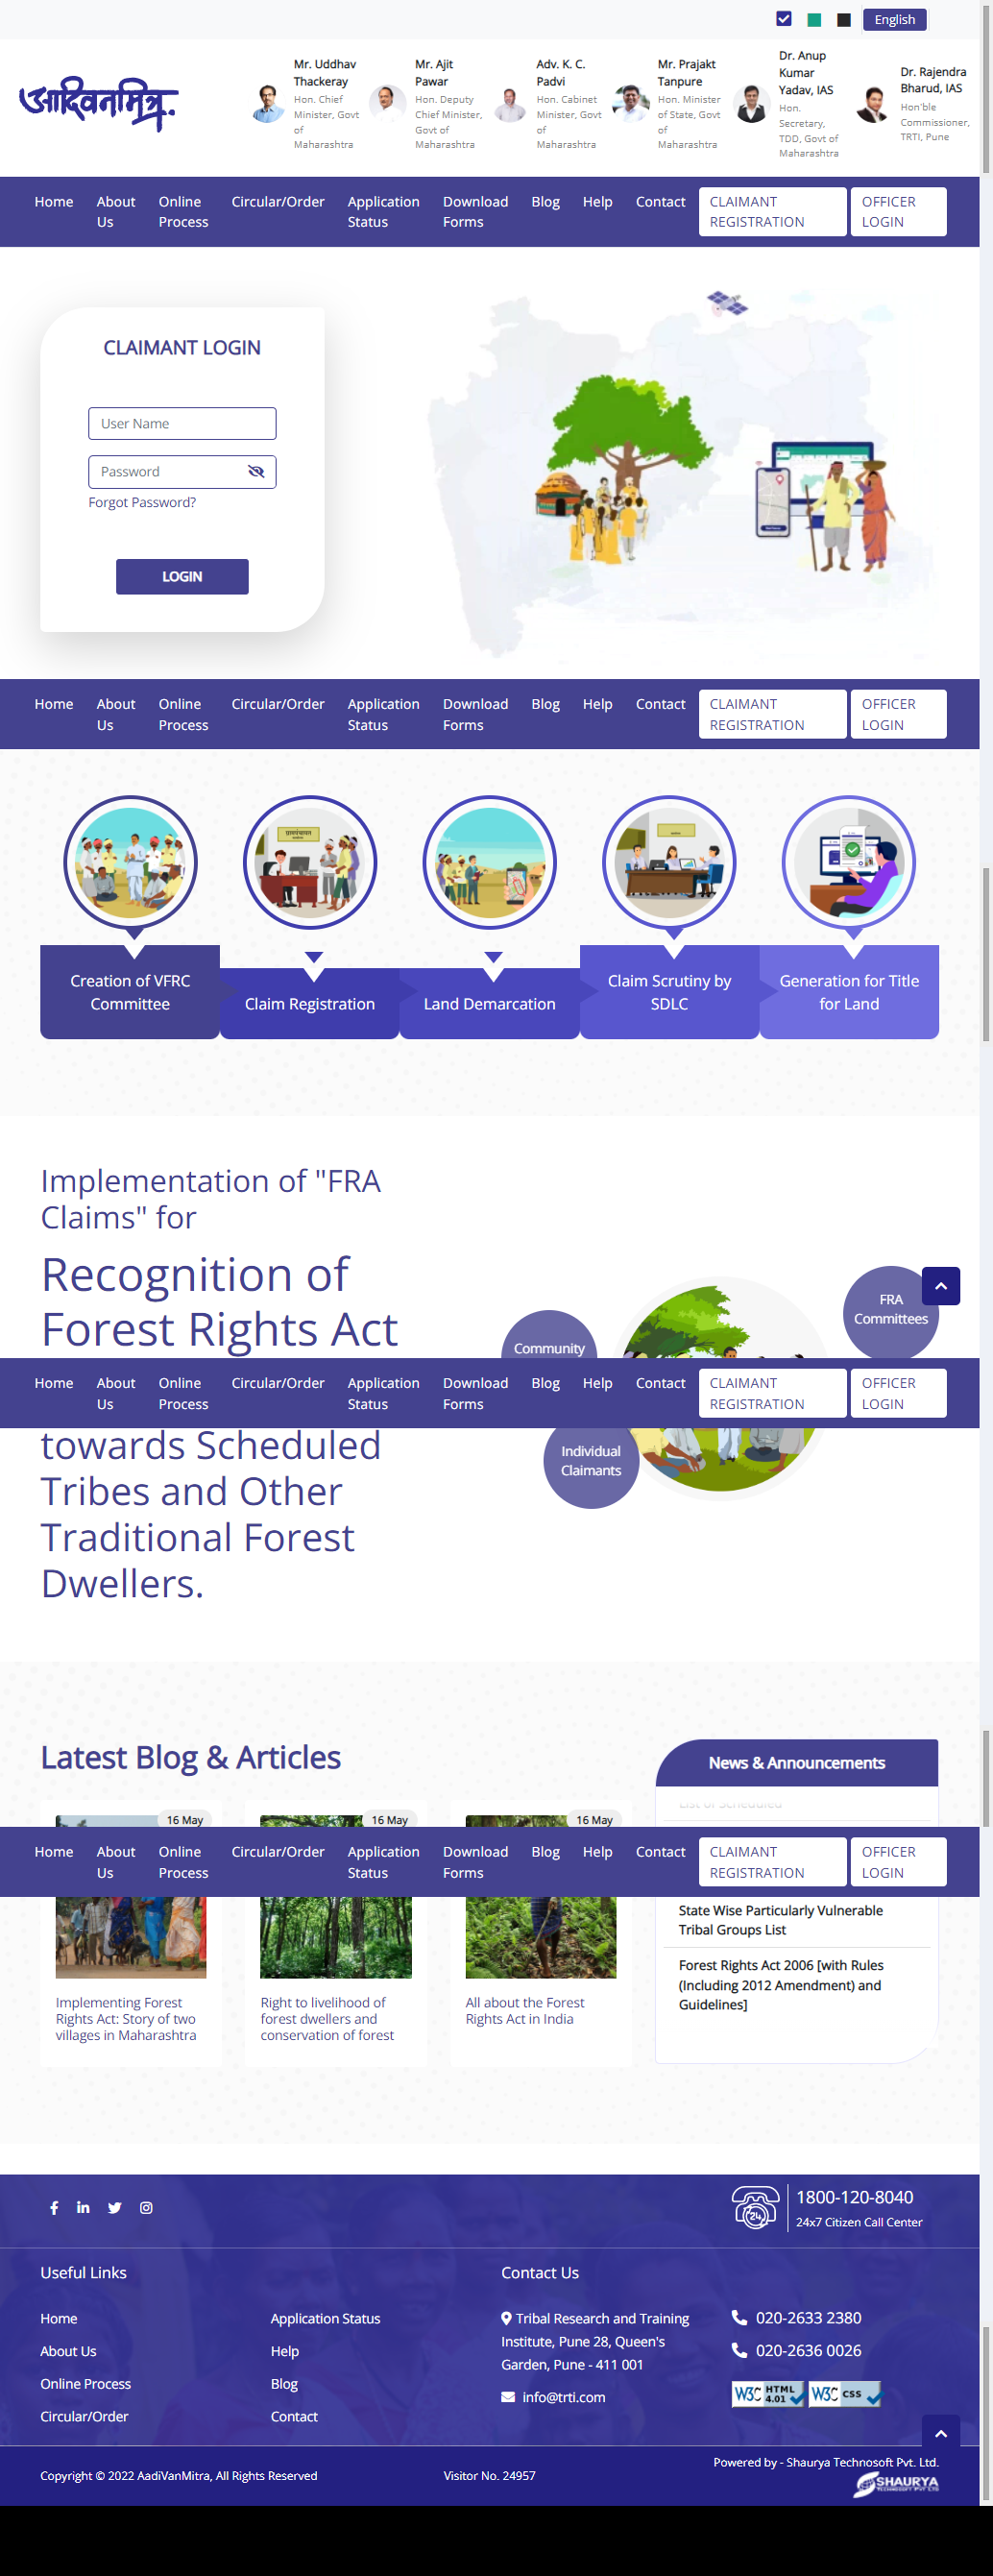 English
आदिवनमित्र.
Mr. Uddhav
Thackeray
Hon. Chief
Minister, Govt
of
Maharashtra
Mr. Ajit
Pawar
Hon. Deputy
Chief Minister,
Govt of
Maharashtra
Adv. K. C.
Padvi
Hon. Cabinet
Minister, Govt
of
Maharashtra
Mr. Prajakt
Tanpure
Hon. Minister
of State, Govt
of
Maharashtra
Dr. Anup
Kumar
Yadav, IAS
Hon.
Secretary,
TDD, Govt of
Maharashtra
Dr. Rajendra
Bharud, IAS
Hon'ble
Commissioner,
TRTI, Pune
Home About Us Online Process Circular/Order Application Status Download Forms Blog Help Contact CLAIMANT REGISTRATION OFFICER LOGIN
CLAIMANT LOGIN
User Name
Password
Forgot Password?
LOGIN
Home About Us Online Process Circular/Order Application Status Download Forms Blog Help Contact CLAIMANT REGISTRATION OFFICER LOGIN
Creation of VFRC
Committee
Claim Registration
Land Demarcation
Claim Scrutiny by
SDLC
Generation for Title
for Land
Implementation of "FRA
Claims" for
Recognition of
Forest Rights Act
FRA
Committees
Community
Home About Us Online Process Circular/Order Application Status Download Forms Blog Help Contact CLAIMANT REGISTRATION OFFICER LOGIN
towards Scheduled
Tribes and Other
Traditional Forest
Dwellers.
Individual
Claimants
Latest Blog & Articles
News & Announcements
List of Scheduled
16 May
16 May
16 May
Home About Us Online Process Circular/Order Application Status Download Forms Blog Help Contact CLAIMANT REGISTRATION OFFICER LOGIN
State Wise Particularly Vulnerable
Tribal Groups List
Forest Rights Act 2006 [with Rules
(Including 2012 Amendment) and
Guidelines]
Implementing Forest
Rights Act: Story of two
villages in Maharashtra
Right to livelihood of
forest dwellers and
conservation of forest
All about the Forest
Rights Act in India
1800-120-8040
24x7 Citizen Call Center
Useful Links
Home
About Us
Online Process
Circular/Order
Application Status
Help
Blog
Contact
Contact Us
Tribal Research and Training
Institute, Pune 28, Queen's
Garden, Pune - 411 001
info@trti.com
020-2633 2380
020-2636 0026
W3C HTML 4.01
W3C CSS
Copyright © 2022 AadiVanMitra, All Rights Reserved
Visitor No. 24957
Powered by - Shaurya Technosoft Pvt. Ltd.
SHAURYA
TECHNOSOFT PVT LTD